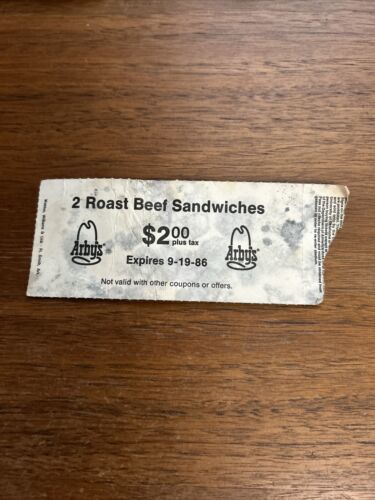 2 Roast Beef Sandwiches
$2.00
plus tax
Arby's
Arby's
Expires 9-19-86
Not valid with other coupons or offers.